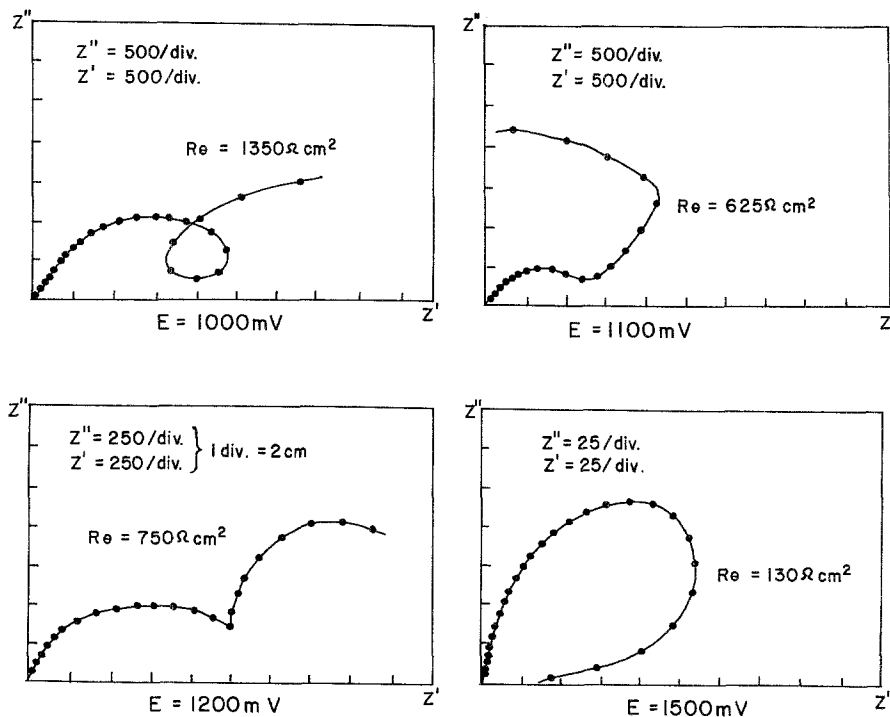 Z"
Z" = 500/div.
Z' = 500/div.
Re = 1350Ω cm²
Z'
E = 1000mV
Z"
Z" = 500/div.
Z' = 500/div.
Re = 625Ω cm²
Z
E = 1100mV
Z"
Z" = 250/div.
Z' = 250/div.
1 div. = 2 cm
Re = 750Ω cm²
Z'
E = 1200mV
Z"
Z" = 25/div.
Z' = 25/div.
Re = 130Ω cm²
Z'
E = 1500mV